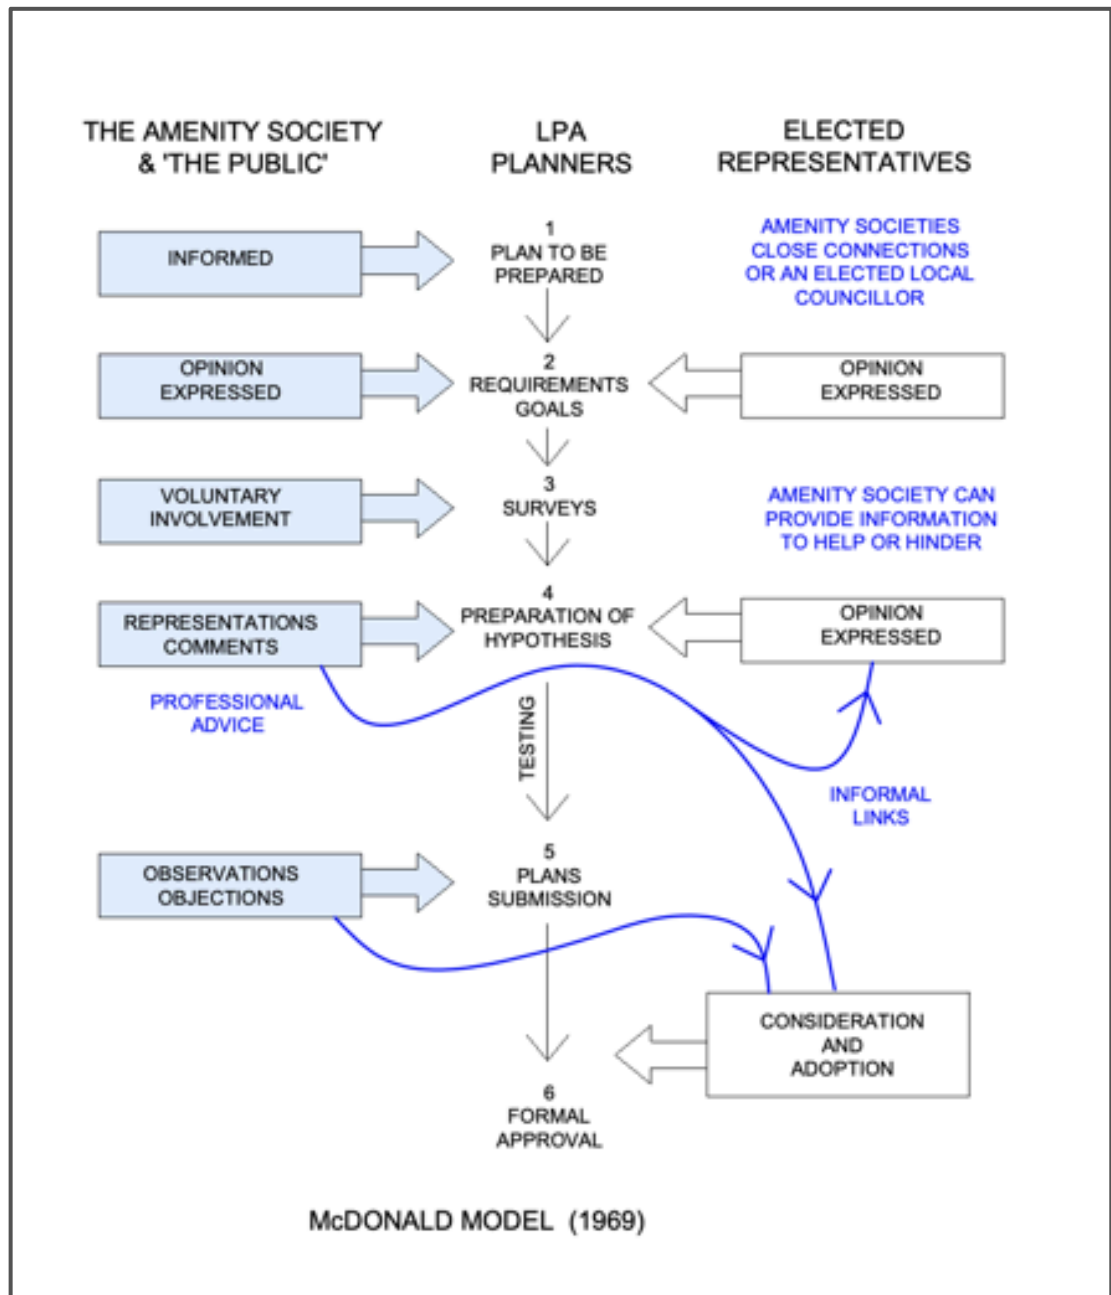 THE AMENITY SOCIETY
& 'THE PUBLIC'
LPA
PLANNERS
ELECTED
REPRESENTATIVES
INFORMED
1
PLAN TO BE
PREPARED
AMENITY SOCIETIES
CLOSE CONNECTIONS
OR AN ELECTED LOCAL
COUNCILLOR
OPINION
EXPRESSED
2
REQUIREMENTS
GOALS
OPINION
EXPRESSED
VOLUNTARY
INVOLVEMENT
3
SURVEYS
AMENITY SOCIETY CAN
PROVIDE INFORMATION
TO HELP OR HINDER
REPRESENTATIONS
COMMENTS
4
PREPARATION OF
HYPOTHESIS
OPINION
EXPRESSED
PROFESSIONAL
ADVICE
TESTING
INFORMAL
LINKS
OBSERVATIONS
OBJECTIONS
5
PLANS
SUBMISSION
CONSIDERATION
AND
ADOPTION
6
FORMAL
APPROVAL
McDONALD MODEL (1969)